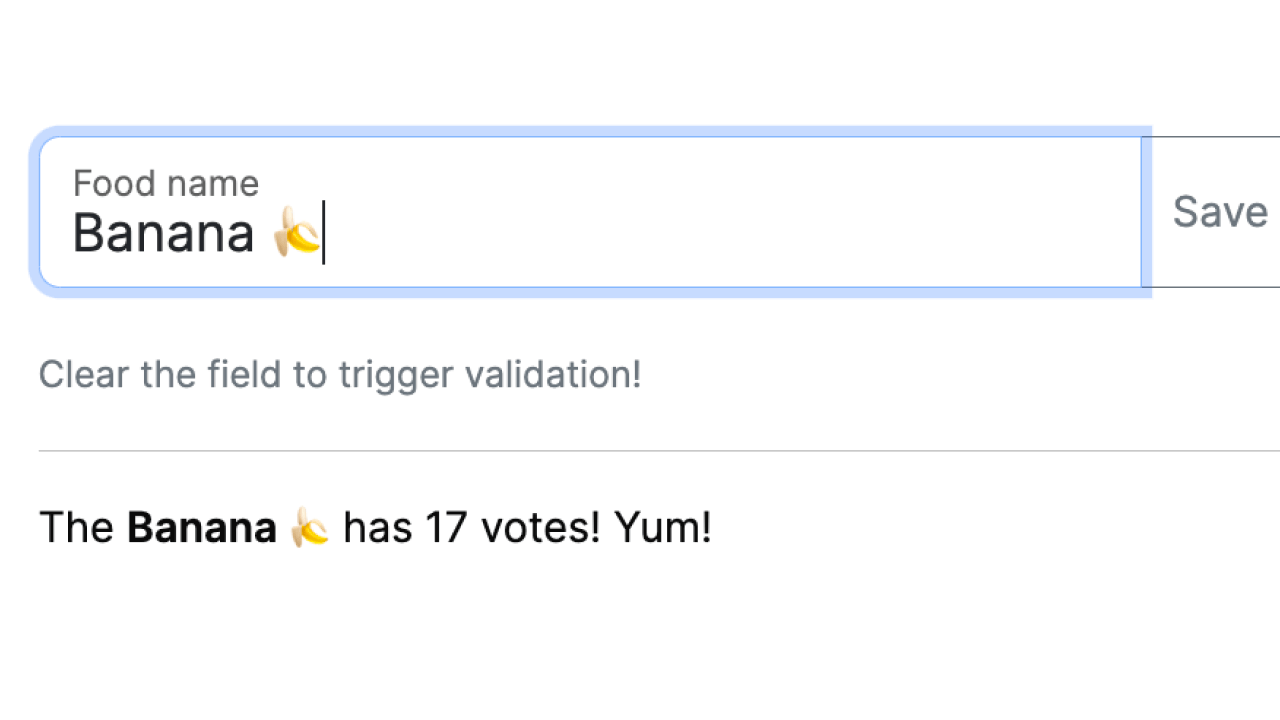 Food name
Banana 🍌
Save
Clear the field to trigger validation!
The Banana 🍌 has 17 votes! Yum!